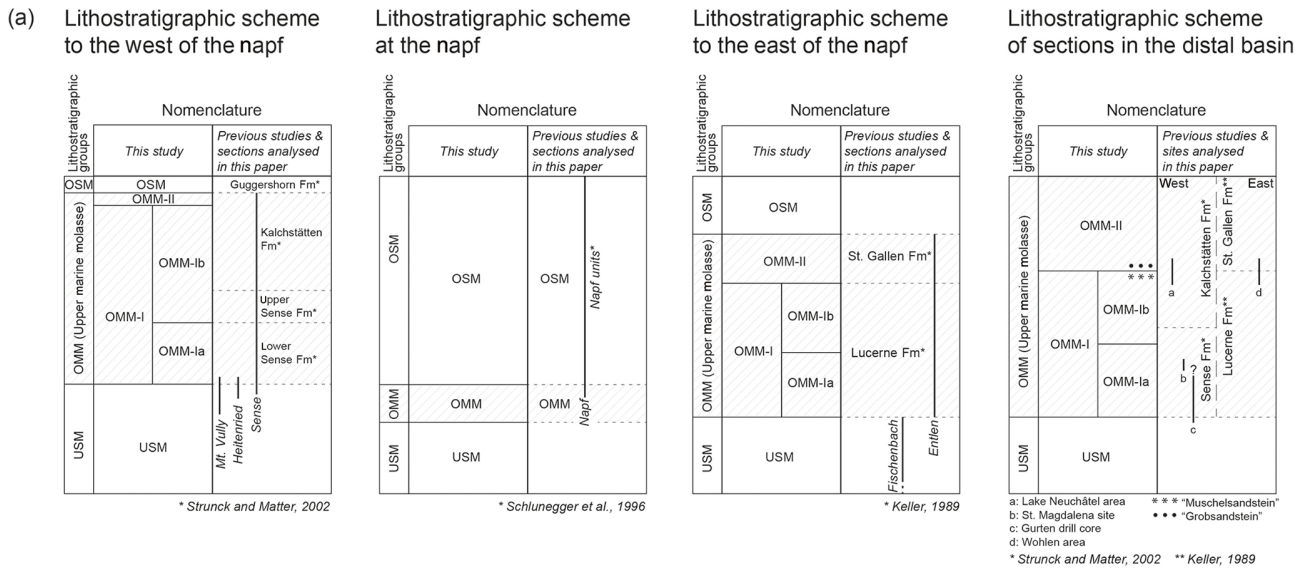 (a)
Lithostratigraphic scheme
to the west of the napf
Lithostratigraphic
groups
Nomenclature
This study
Previous studies &
sections analysed
in this paper
OSM
OSM
Guggershorn Fm*
OMM-II
OMM (Upper marine molasse)
OMM-I
OMM-Ib
OMM-Ia
Kalchstätten
Fm*
Upper
Sense Fm*
Lower
Sense Fm*
USM
USM
Mt. Vully
Heitenried
Sense
* Strunck and Matter, 2002
Lithostratigraphic scheme
at the napf
Lithostratigraphic
groups
Nomenclature
This study
Previous studies &
sections analysed
in this paper
OSM
OSM
OSM
Napf units*
OMM
OMM
OMM
Napf
USM
USM
* Schlunegger et al., 1996
Lithostratigraphic scheme
to the east of the napf
Lithostratigraphic
groups
Nomenclature
This study
Previous studies &
sections analysed
in this paper
OSM
OSM
OMM (Upper marine molasse)
OMM-II
St. Gallen Fm*
OMM-I
OMM-Ib
OMM-Ia
Lucerne Fm*
USM
USM
Fischenbach
Entlen
* Keller, 1989
Lithostratigraphic scheme
of sections in the distal basin
Lithostratigraphic
groups
Nomenclature
This study
Previous studies &
sites analysed
in this paper
West
East
OMM (Upper marine molasse)
OMM-II
Kalchstätten Fm*
St. Gallen Fm**
* * *
a
d
OMM-I
OMM-Ib
OMM-Ia
Sense Fm*
Lucerne Fm**
b
?
c
USM
USM
a: Lake Neuchâtel area
b: St. Magdalena site
c: Gurten drill core
d: Wohlen area
* * * "Muschelsandstein"
••• "Grobsandstein"
* Strunck and Matter, 2002
** Keller, 1989